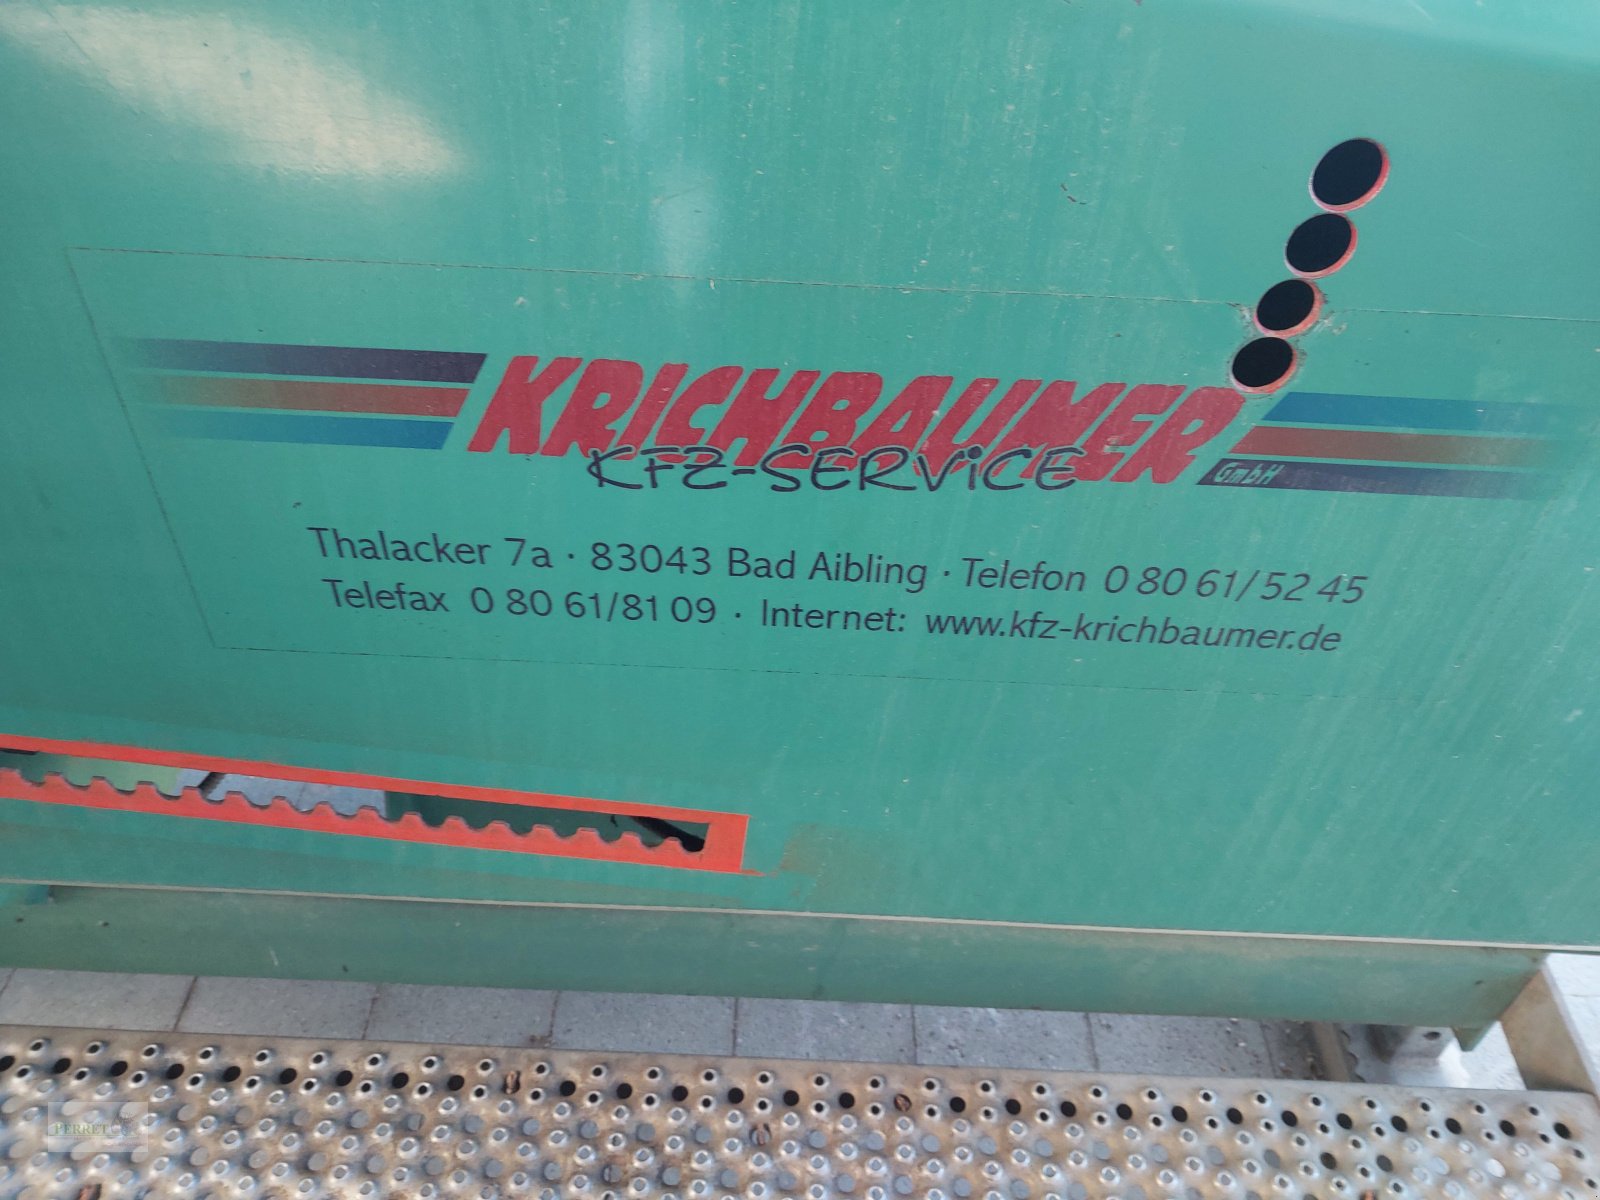 KRICHBAUMER
KFZ-SERViCE
GmbH
Thalacker 7a · 83043 Bad Aibling · Telefon 0 80 61/52 45
Telefax 0 80 61/81 09 · Internet: www.kfz-krichbaumer.de
PERRET